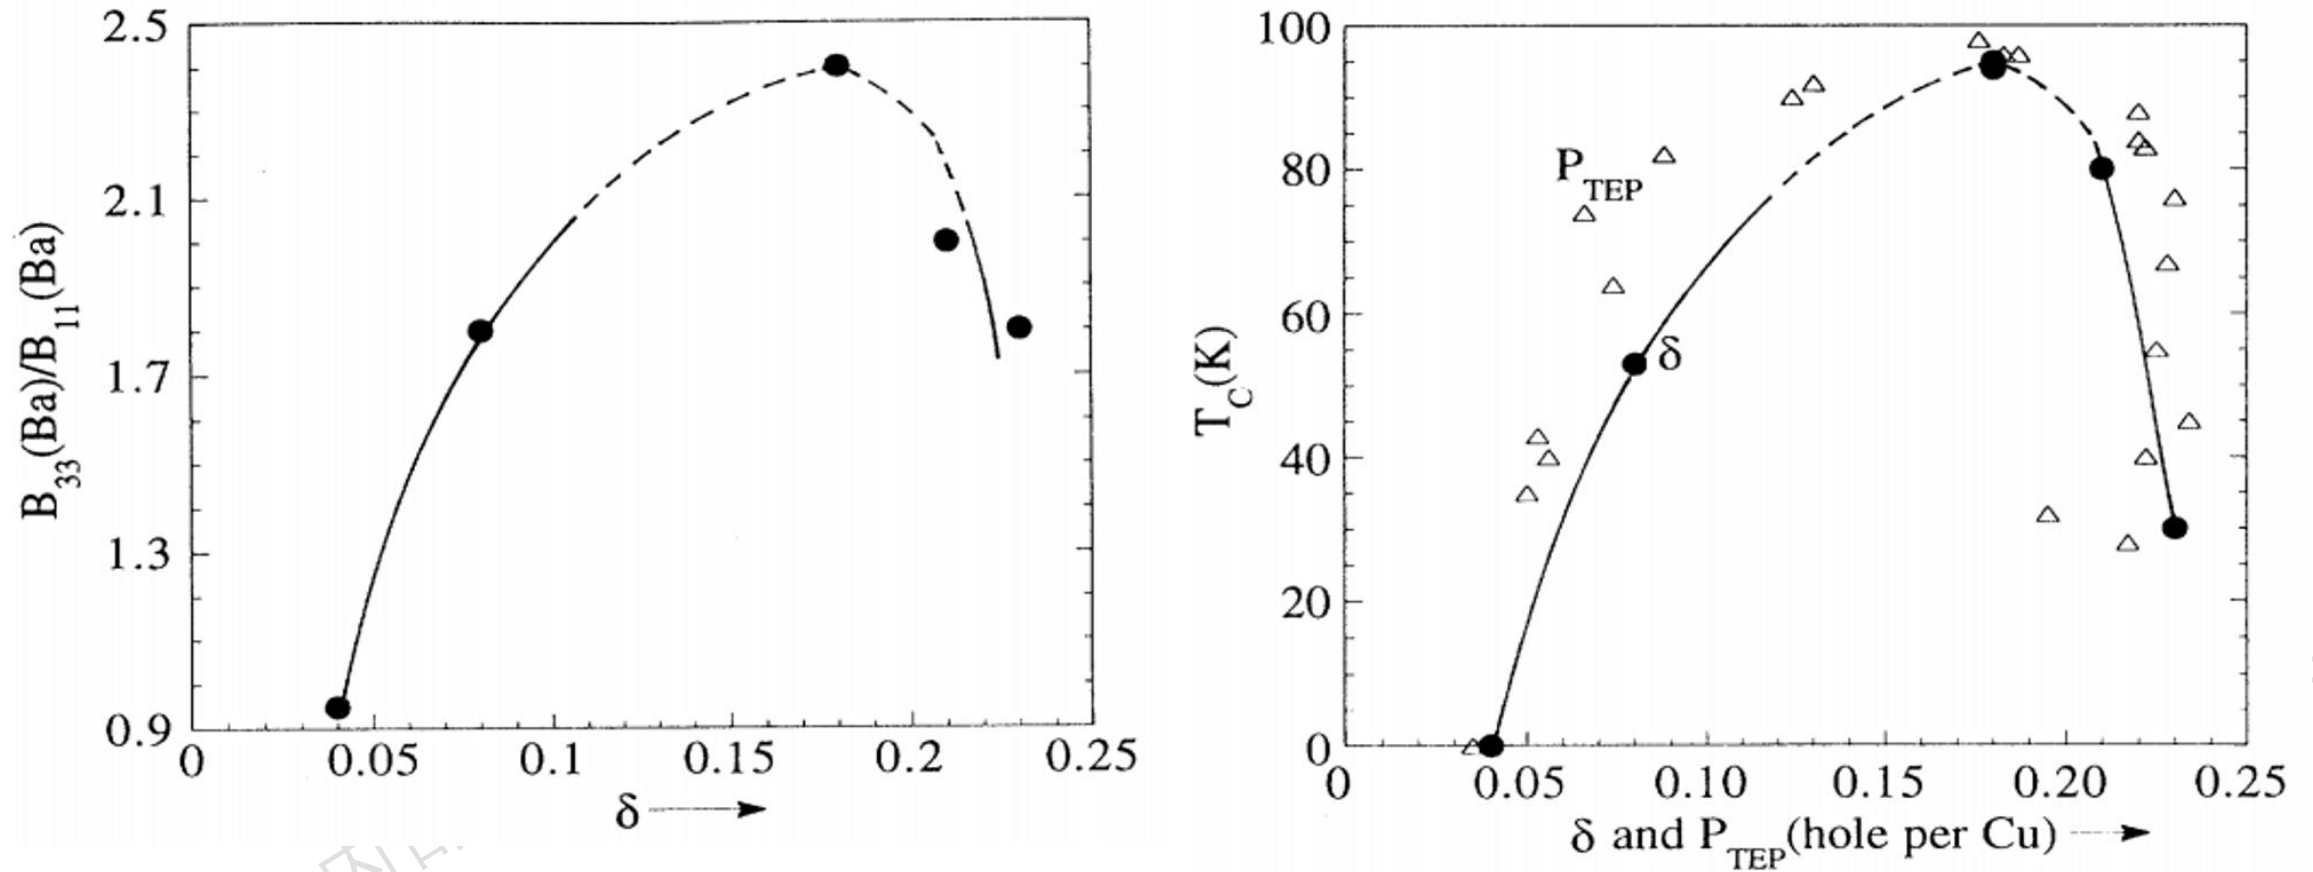 2.5
2.1
1.7
1.3
0.9
0 0.05 0.1 0.15 0.2 0.25
B33(Ba)/B11(Ba)
δ
100
80
60
40
20
0
0 0.05 0.10 0.15 0.20 0.25
TC(K)
PTEP
δ
δ and PTEP(hole per Cu)